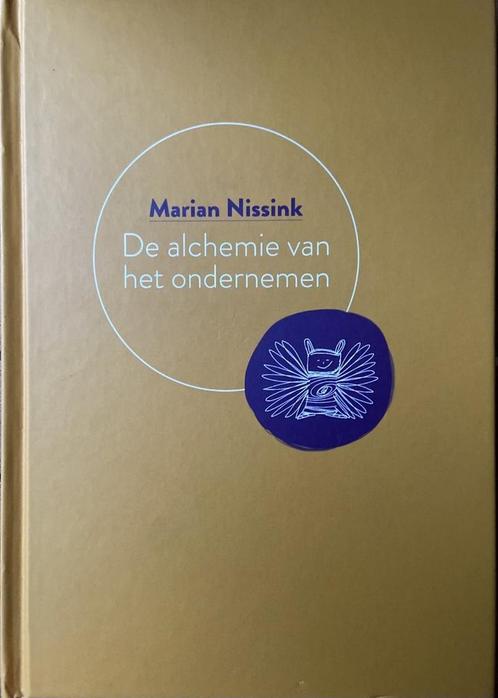 Marian Nissink
De alchemie van
het ondernemen